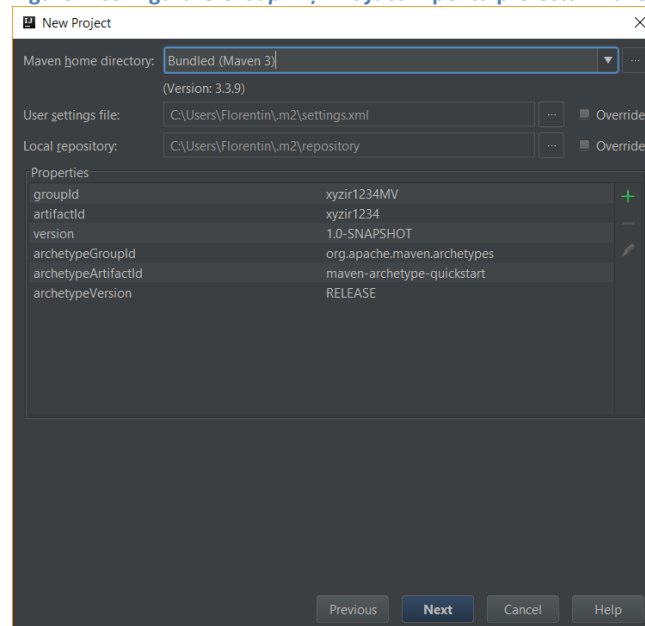 New Project
Maven home directory: Bundled (Maven 3)
(Version: 3.3.9)
User settings file: C:\Users\Florentin\.m2\settings.xml ... Override
Local repository: C:\Users\Florentin\.m2\repository ... Override
Properties
groupId xyzir1234MV
artifactId xyzir1234
version 1.0-SNAPSHOT
archetypeGroupId org.apache.maven.archetypes
archetypeArtifactId maven-archetype-quickstart
archetypeVersion RELEASE
Previous Next Cancel Help